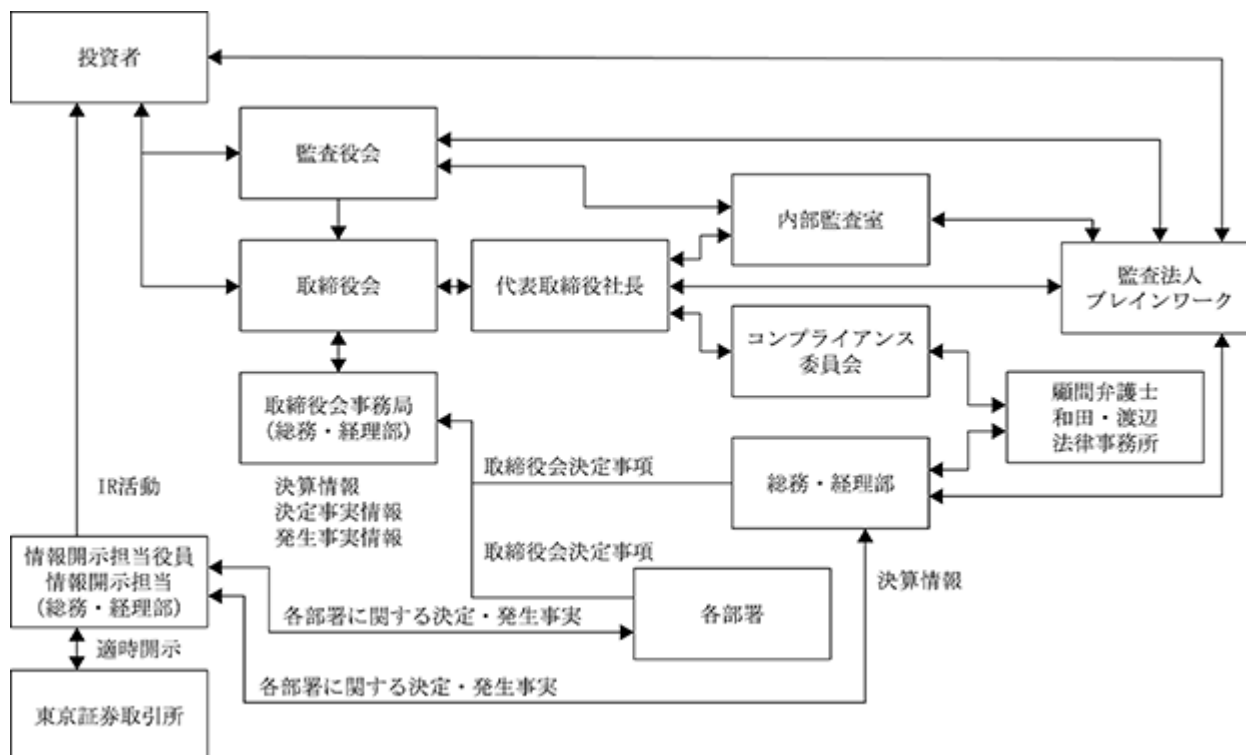 投資者
監査役会
内部監査室
取締役会
代表取締役社長
監査法人
ブレインワーク
コンプライアンス
委員会
取締役会事務局
(総務・経理部)
顧問弁護士
和田・渡辺
法律事務所
取締役会決定事項
総務・経理部
IR活動
決算情報
決定事実情報
発生事実情報
取締役会決定事項
情報開示担当役員
情報開示担当
(総務・経理部)
決算情報
各部署に関する決定・発生事実
各部署
適時開示
各部署に関する決定・発生事実
東京証券取引所